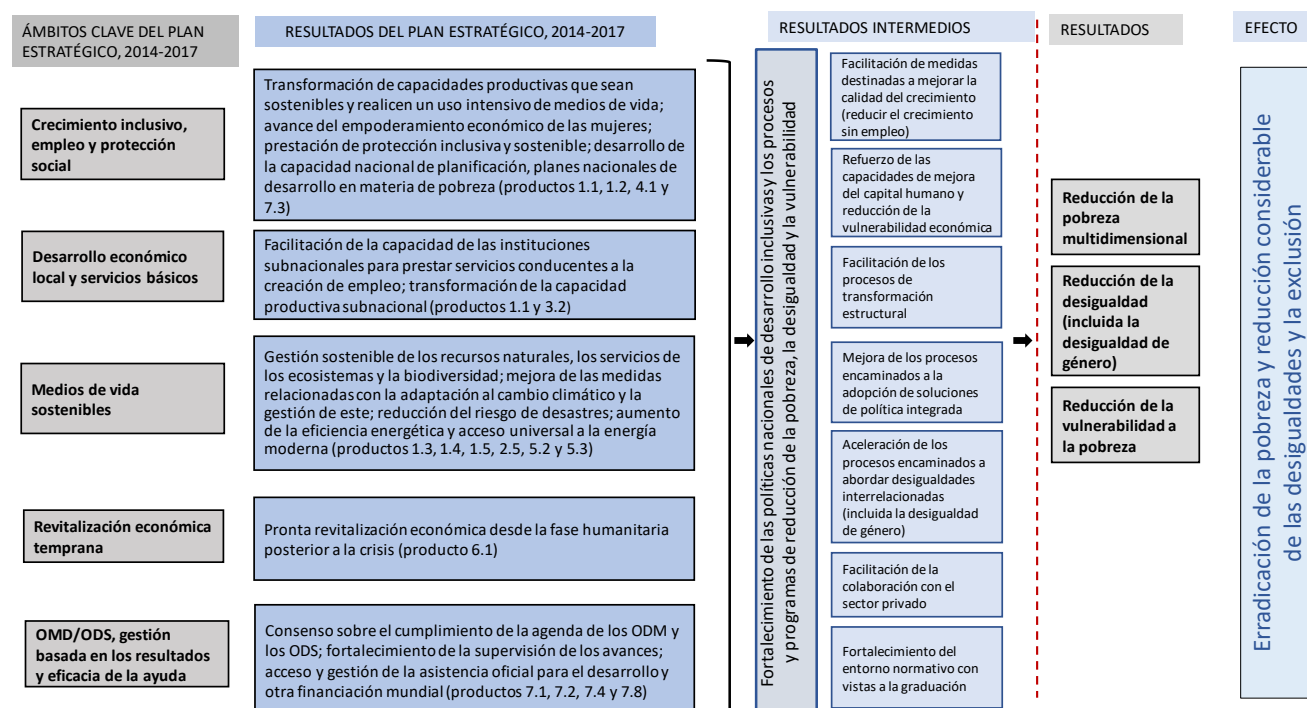 ÁMBITOS CLAVE DEL PLAN
ESTRATÉGICO, 2014-2017
RESULTADOS DEL PLAN ESTRATÉGICO, 2014-2017
RESULTADOS INTERMEDIOS
RESULTADOS
EFECTO
Crecimiento inclusivo,
empleo y protección
social
Transformación de capacidades productivas que sean
sostenibles y realicen un uso intensivo de medios de vida;
avance del empoderamiento económico de las mujeres;
prestación de protección inclusiva y sostenible; desarrollo de
la capacidad nacional de planificación, planes nacionales de
desarrollo en materia de pobreza (productos 1.1, 1.2, 4.1 y
7.3)
Desarrollo económico
local y servicios básicos
Facilitación de la capacidad de las instituciones
subnacionales para prestar servicios conducentes a la
creación de empleo; transformación de la capacidad
productiva subnacional (productos 1.1 y 3.2)
Medios de vida
sostenibles
Gestión sostenible de los recursos naturales, los servicios de
los ecosistemas y la biodiversidad; mejora de las medidas
relacionadas con la adaptación al cambio climático y la
gestión de este; reducción del riesgo de desastres; aumento
de la eficiencia energética y acceso universal a la energía
moderna (productos 1.3, 1.4, 1.5, 2.5, 5.2 y 5.3)
Revitalización económica
temprana
Pronta revitalización económica desde la fase humanitaria
posterior a la crisis (producto 6.1)
OMD/ODS, gestión
basada en los resultados
y eficacia de la ayuda
Consenso sobre el cumplimiento de la agenda de los ODM y
los ODS; fortalecimiento de la supervisión de los avances;
acceso y gestión de la asistencia oficial para el desarrollo y
otra financiación mundial (productos 7.1, 7.2, 7.4 y 7.8)
Fortalecimiento de las políticas nacionales de desarrollo inclusivas y los procesos
y programas de reducción de la pobreza, la desigualdad y la vulnerabilidad
Facilitación de medidas
destinadas a mejorar la
calidad del crecimiento
(reducir el crecimiento
sin empleo)
Refuerzo de las
capacidades de mejora
del capital humano y
reducción de la
vulnerabilidad económica
Facilitación de los
procesos de
transformación
estructural
Mejora de los procesos
encaminados a la
adopción de soluciones
de política integrada
Aceleración de los
procesos encaminados a
abordar desigualdades
interrelacionadas
(incluida la desigualdad
de género)
Facilitación de la
colaboración con el
sector privado
Fortalecimiento del
entorno normativo con
vistas a la graduación
Reducción de la
pobreza
multidimensional
Reducción de la
desigualdad
(incluida la
desigualdad de
género)
Reducción de la
vulnerabilidad a
la pobreza
Erradicación de la pobreza y reducción considerable
de las desigualdades y la exclusión